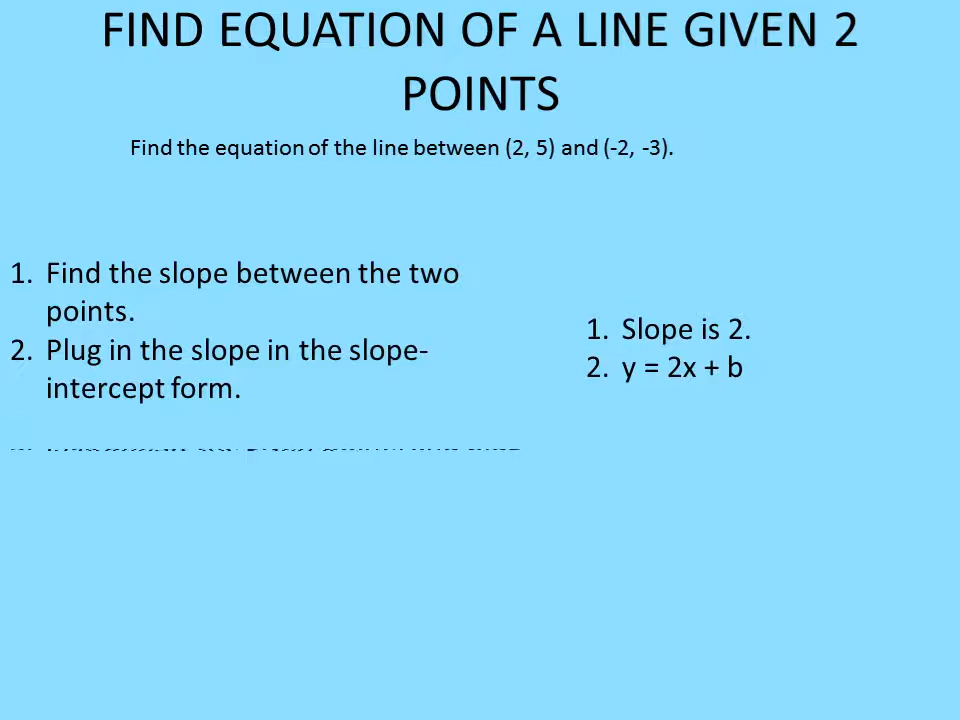 FIND EQUATION OF A LINE GIVEN 2
POINTS
Find the equation of the line between (2, 5) and (-2, -3).
1. Find the slope between the two
points.
2. Plug in the slope in the slope-
intercept form.
1. Slope is 2.
2. y = 2x + b